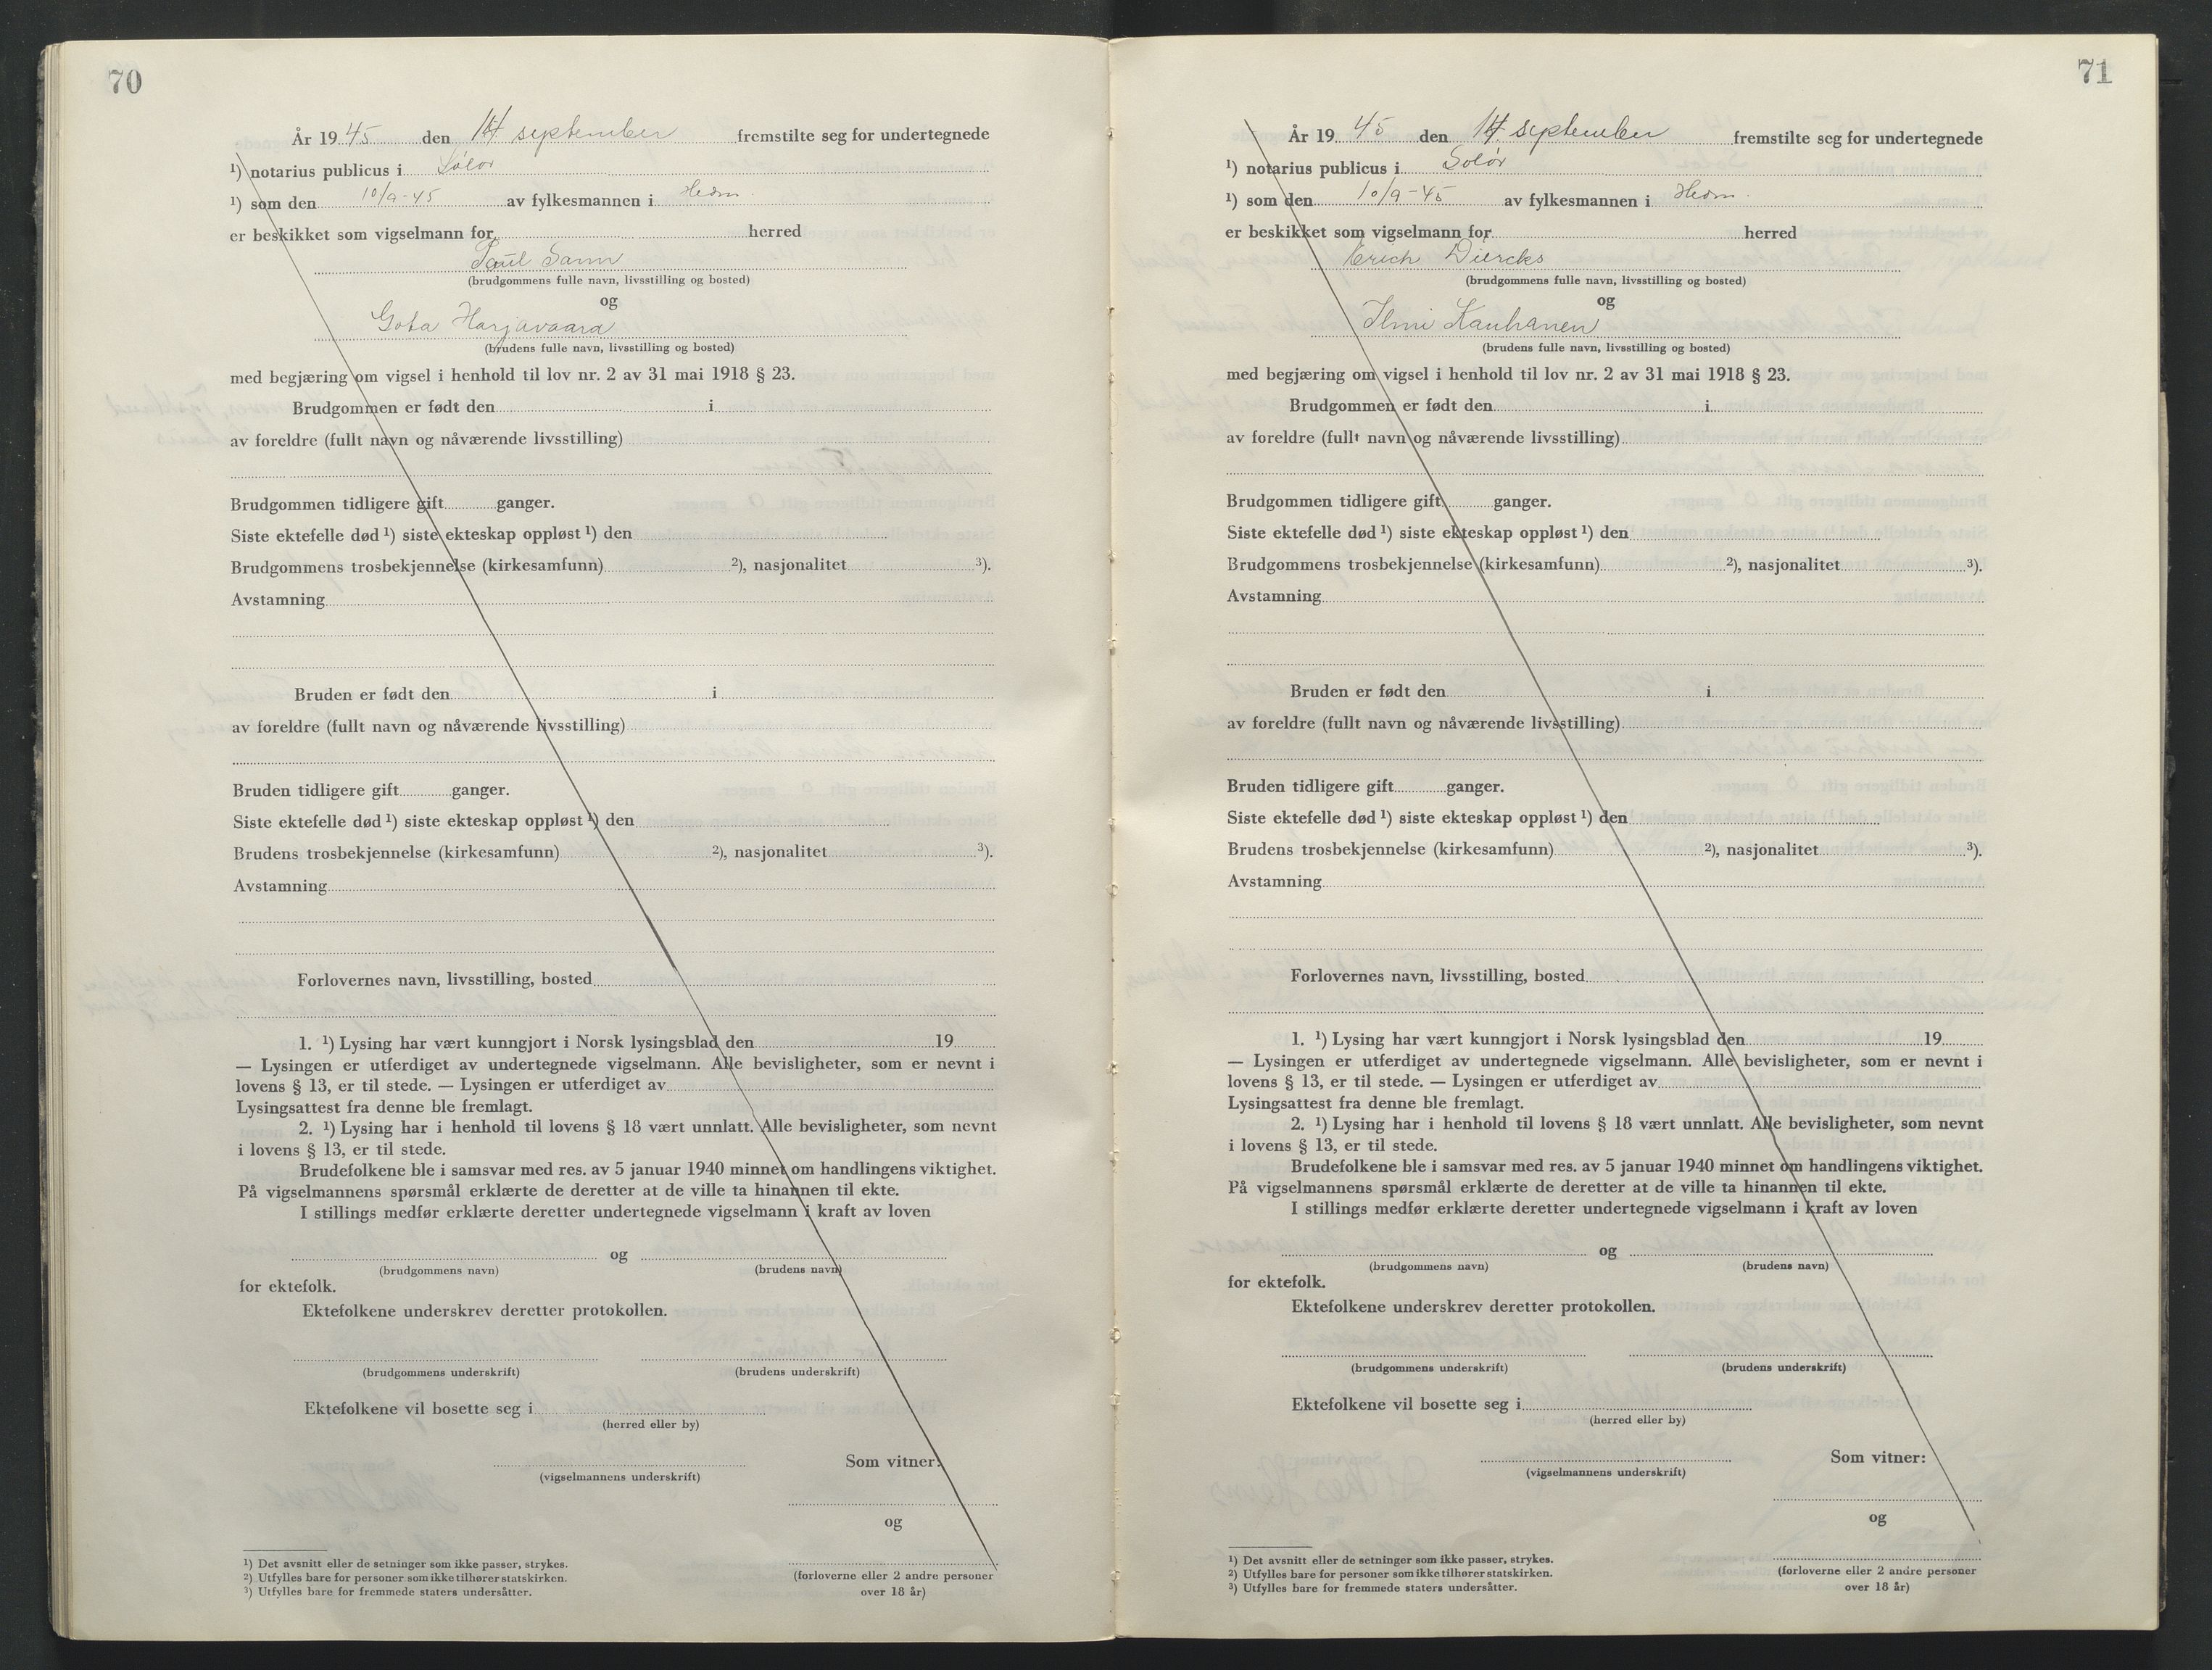 70
År 19 45 den 14 september fremstilte seg for undertegnede
¹) notarius publicus i Solør
¹) som den 10/9-45 av fylkesmannen i Hedm.
er beskikket som vigselmann for herred
Paul Sann
(brudgommens fulle navn, livsstilling og bosted)
og
Gota Harjavaara
(brudens fulle navn, livsstilling og bosted)
med begjæring om vigsel i henhold til lov nr. 2 av 31 mai 1918 § 23.
Brudgommen er født den i
av foreldre (fullt navn og nåværende livsstilling)
Brudgommen tidligere gift ganger.
Siste ektefelle død ¹) siste ekteskap oppløst ¹) den
Brudgommens trosbekjennelse (kirkesamfunn) ²), nasjonalitet ³).
Avstamning
Bruden er født den i
av foreldre (fullt navn og nåværende livsstilling)
Bruden tidligere gift ganger.
Siste ektefelle død ¹) siste ekteskap oppløst ¹) den
Brudens trosbekjennelse (kirkesamfunn) ²), nasjonalitet ³).
Avstamning
Forlovernes navn, livsstilling, bosted
1. ¹) Lysing har vært kunngjort i Norsk lysingsblad den 19
— Lysingen er utferdiget av undertegnede vigselmann. Alle bevisligheter, som er nevnt i
lovens § 13, er til stede. — Lysingen er utferdiget av
Lysingsattest fra denne ble fremlagt.
2. ¹) Lysing har i henhold til lovens § 18 vært unnlatt. Alle bevisligheter, som nevnt
i lovens § 13, er til stede.
Brudefolkene ble i samsvar med res. av 5 januar 1940 minnet om handlingens viktighet.
På vigselmannens spørsmål erklærte de deretter at de ville ta hinannen til ekte.
I stillings medfør erklærte deretter undertegnede vigselmann i kraft av loven
og
(brudgommens navn) (brudens navn)
for ektefolk.
Ektefolkene underskrev deretter protokollen.
(brudgommens underskrift) (brudens underskrift)
Ektefolkene vil bosette seg i
(herred eller by)
Som vitner:
(vigselmannens underskrift)
og
¹) Det avsnitt eller de setninger som ikke passer, strykes.
²) Utfylles bare for personer som ikke tilhører statskirken.
³) Utfylles bare for fremmede staters undersåtter.
(forloverne eller 2 andre personer
over 18 år)
71
År 19 45 den 14 september fremstilte seg for undertegnede
¹) notarius publicus i Solør
¹) som den 10/9-45 av fylkesmannen i Hedm.
er beskikket som vigselmann for herred
Erich Diercks
(brudgommens fulle navn, livsstilling og bosted)
og
Ilmi Kauhanen
(brudens fulle navn, livsstilling og bosted)
med begjæring om vigsel i henhold til lov nr. 2 av 31 mai 1918 § 23.
Brudgommen er født den i
av foreldre (fullt navn og nåværende livsstilling)
Brudgommen tidligere gift ganger.
Siste ektefelle død ¹) siste ekteskap oppløst ¹) den
Brudgommens trosbekjennelse (kirkesamfunn) ²), nasjonalitet ³).
Avstamning
Bruden er født den i
av foreldre (fullt navn og nåværende livsstilling)
Bruden tidligere gift ganger.
Siste ektefelle død ¹) siste ekteskap oppløst ¹) den
Brudens trosbekjennelse (kirkesamfunn) ²), nasjonalitet ³).
Avstamning
Forlovernes navn, livsstilling, bosted
1. ¹) Lysing har vært kunngjort i Norsk lysingsblad den 19
— Lysingen er utferdiget av undertegnede vigselmann. Alle bevisligheter, som er nevnt i
lovens § 13, er til stede. — Lysingen er utferdiget av
Lysingsattest fra denne ble fremlagt.
2. ¹) Lysing har i henhold til lovens § 18 vært unnlatt. Alle bevisligheter, som nevnt
i lovens § 13, er til stede.
Brudefolkene ble i samsvar med res. av 5 januar 1940 minnet om handlingens viktighet.
På vigselmannens spørsmål erklærte de deretter at de ville ta hinannen til ekte.
I stillings medfør erklærte deretter undertegnede vigselmann i kraft av loven
og
(brudgommens navn) (brudens navn)
for ektefolk.
Ektefolkene underskrev deretter protokollen.
(brudgommens underskrift) (brudens underskrift)
Ektefolkene vil bosette seg i
(herred eller by)
Som vitner:
(vigselmannens underskrift)
og
¹) Det avsnitt eller de setninger som ikke passer, strykes.
²) Utfylles bare for personer som ikke tilhører statskirken.
³) Utfylles bare for fremmede staters undersåtter.
(forloverne eller 2 andre personer
over 18 år)